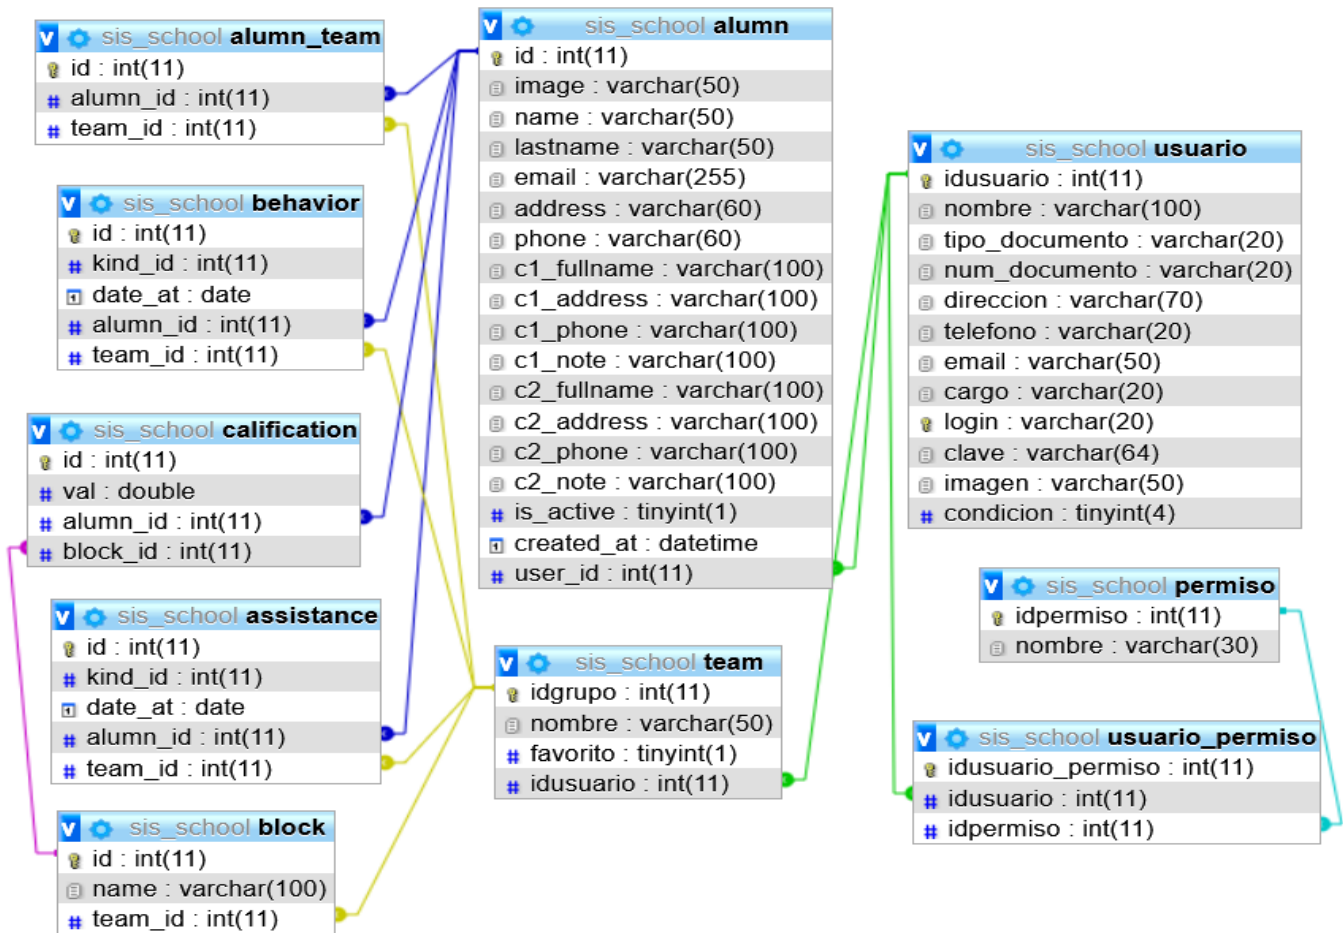 sis_school alumn_team
id : int(11)
alumn_id : int(11)
team_id : int(11)
sis_school behavior
id : int(11)
kind_id : int(11)
date_at : date
alumn_id : int(11)
team_id : int(11)
sis_school calification
id : int(11)
val : double
alumn_id : int(11)
block_id : int(11)
sis_school assistance
id : int(11)
kind_id : int(11)
date_at : date
alumn_id : int(11)
team_id : int(11)
sis_school block
id : int(11)
name : varchar(100)
team_id : int(11)
sis_school alumn
id : int(11)
image : varchar(50)
name : varchar(50)
lastname : varchar(50)
email : varchar(255)
address : varchar(60)
phone : varchar(60)
c1_fullname : varchar(100)
c1_address : varchar(100)
c1_phone : varchar(100)
c1_note : varchar(100)
c2_fullname : varchar(100)
c2_address : varchar(100)
c2_phone : varchar(100)
c2_note : varchar(100)
is_active : tinyint(1)
created_at : datetime
user_id : int(11)
sis_school team
idgrupo : int(11)
nombre : varchar(50)
favorito : tinyint(1)
idusuario : int(11)
sis_school usuario
idusuario : int(11)
nombre : varchar(100)
tipo_documento : varchar(20)
num_documento : varchar(20)
direccion : varchar(70)
telefono : varchar(20)
email : varchar(50)
cargo : varchar(20)
login : varchar(20)
clave : varchar(64)
imagen : varchar(50)
condicion : tinyint(4)
sis_school permiso
idpermiso : int(11)
nombre : varchar(30)
sis_school usuario_permiso
idusuario_permiso : int(11)
idusuario : int(11)
idpermiso : int(11)